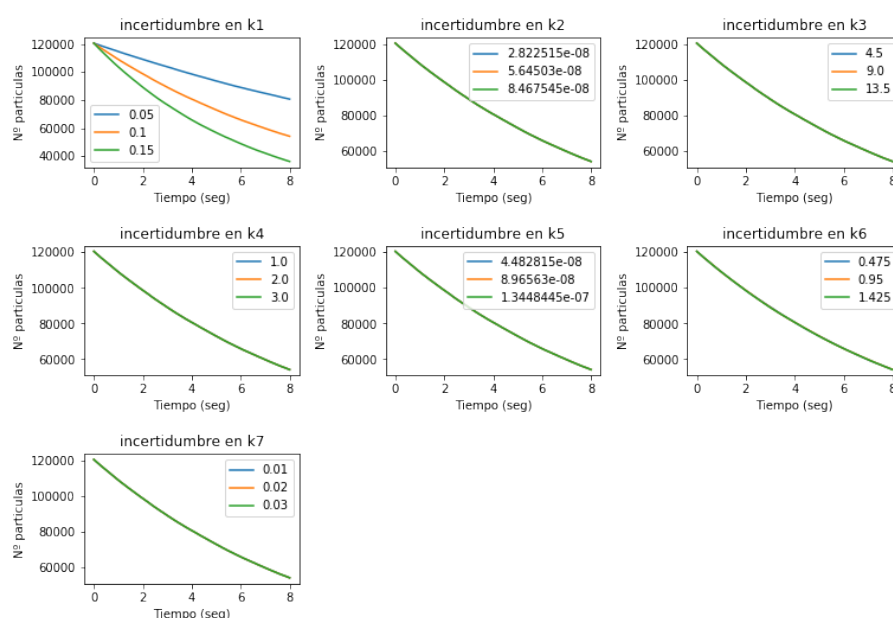 incertidumbre en k1
120000
100000
80000
60000
40000
Nº particulas
0.05
0.1
0.15
0 2 4 6 8
Tiempo (seg)
incertidumbre en k2
120000
100000
80000
60000
Nº particulas
2.822515e-08
5.64503e-08
8.467545e-08
0 2 4 6 8
Tiempo (seg)
incertidumbre en k3
120000
100000
80000
60000
Nº particulas
4.5
9.0
13.5
0 2 4 6 8
Tiempo (seg)
incertidumbre en k4
120000
100000
80000
60000
Nº particulas
1.0
2.0
3.0
0 2 4 6 8
Tiempo (seg)
incertidumbre en k5
120000
100000
80000
60000
Nº particulas
4.482815e-08
8.96563e-08
1.3448445e-07
0 2 4 6 8
Tiempo (seg)
incertidumbre en k6
120000
100000
80000
60000
Nº particulas
0.475
0.95
1.425
0 2 4 6 8
Tiempo (seg)
incertidumbre en k7
120000
100000
80000
60000
Nº particulas
0.01
0.02
0.03
0 2 4 6 8
Tiempo (seg)